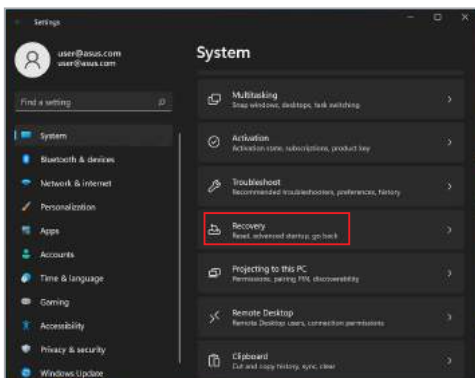 Settings
user@asus.com
user@asus.com
Find a setting
System
Bluetooth & devices
Network & internet
Personalization
Apps
Accounts
Time & language
Gaming
Accessibility
Privacy & security
Windows Update
System
Multitasking
Snap windows, desktops, task switching
Activation
Activation state, subscriptions, product key
Troubleshoot
Recommended troubleshooters, preferences, history
Recovery
Reset, advanced startup, go back
Projecting to this PC
Permissions, pairing PIN, discoverability
Remote Desktop
Remote Desktop users, connection permissions
Clipboard
Cut and copy history, sync, clear